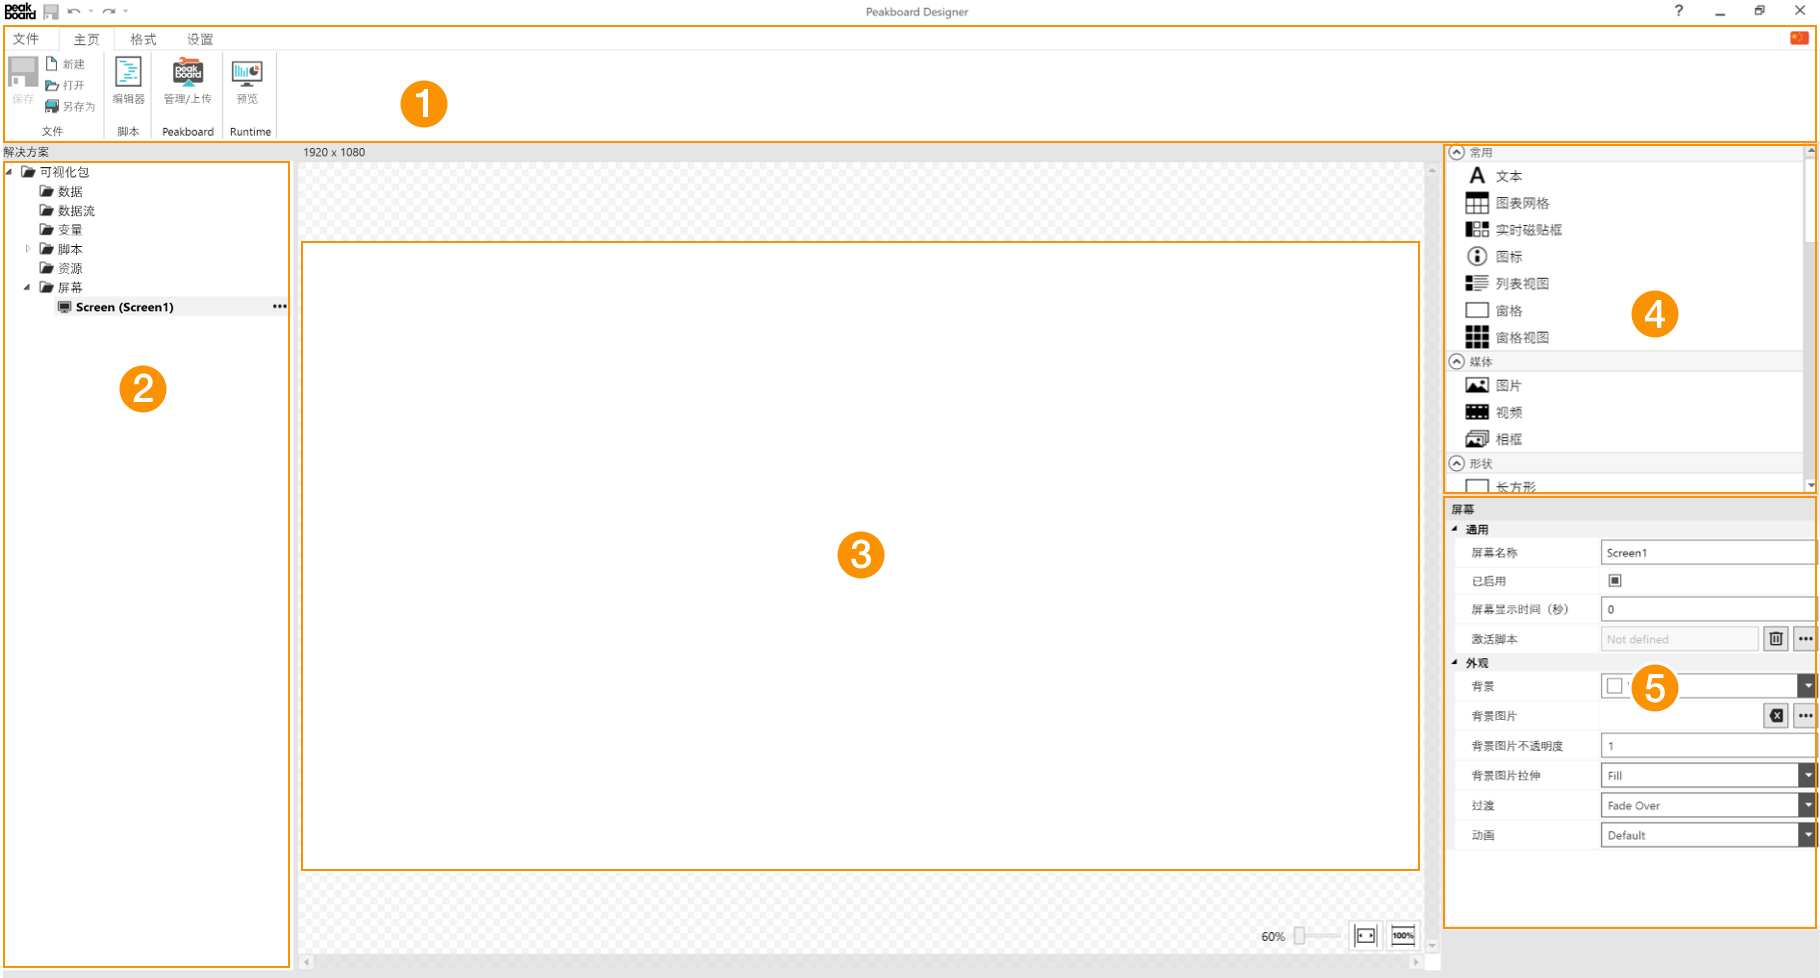 peak board
Peakboard Designer
?
文件 主页 格式 设置
保存
新建
打开
另存为
文件
编辑器
脚本
peak board
管理/上传
Peakboard
预览
Runtime
1
解决方案
可视化包
数据
数据流
变量
脚本
资源
屏幕
Screen (Screen1)
2
1920 x 1080
3
60%
100%
常用
文本
图表网格
实时磁贴框
图标
列表视图
窗格
窗格视图
4
媒体
图片
视频
相框
形状
长方形
屏幕
通用
屏幕名称 Screen1
已启用
屏幕显示时间（秒） 0
激活脚本 Not defined
外观
背景
5
背景图片
背景图片不透明度 1
背景图片拉伸 Fill
过渡 Fade Over
动画 Default